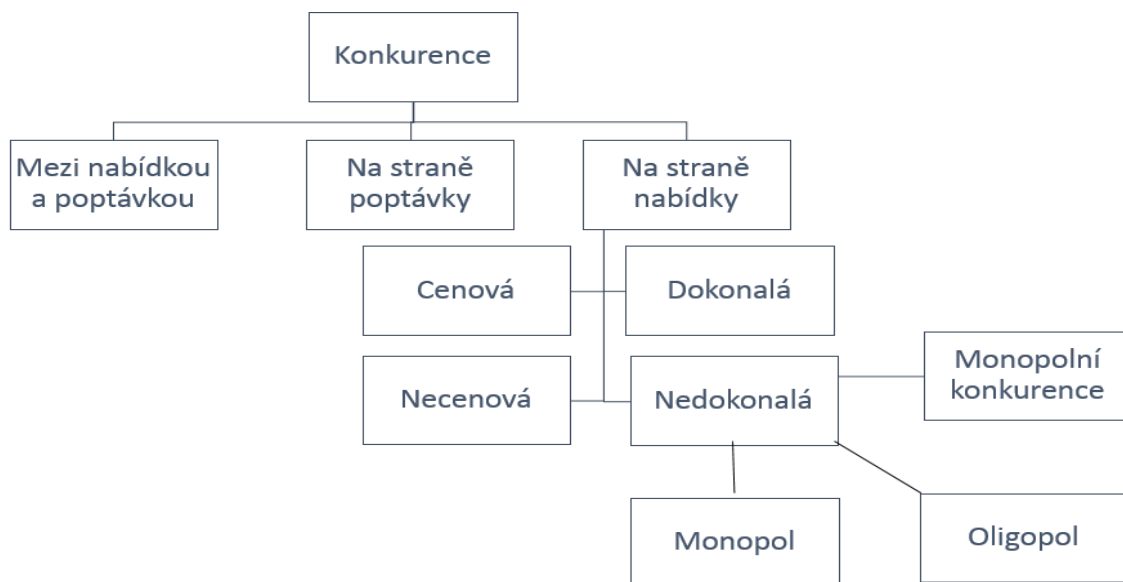 Konkurence
Mezi nabídkou
a poptávkou
Na straně
poptávky
Na straně
nabídky
Cenová
Dokonalá
Necenová
Nedokonalá
Monopolní
konkurence
Monopol
Oligopol